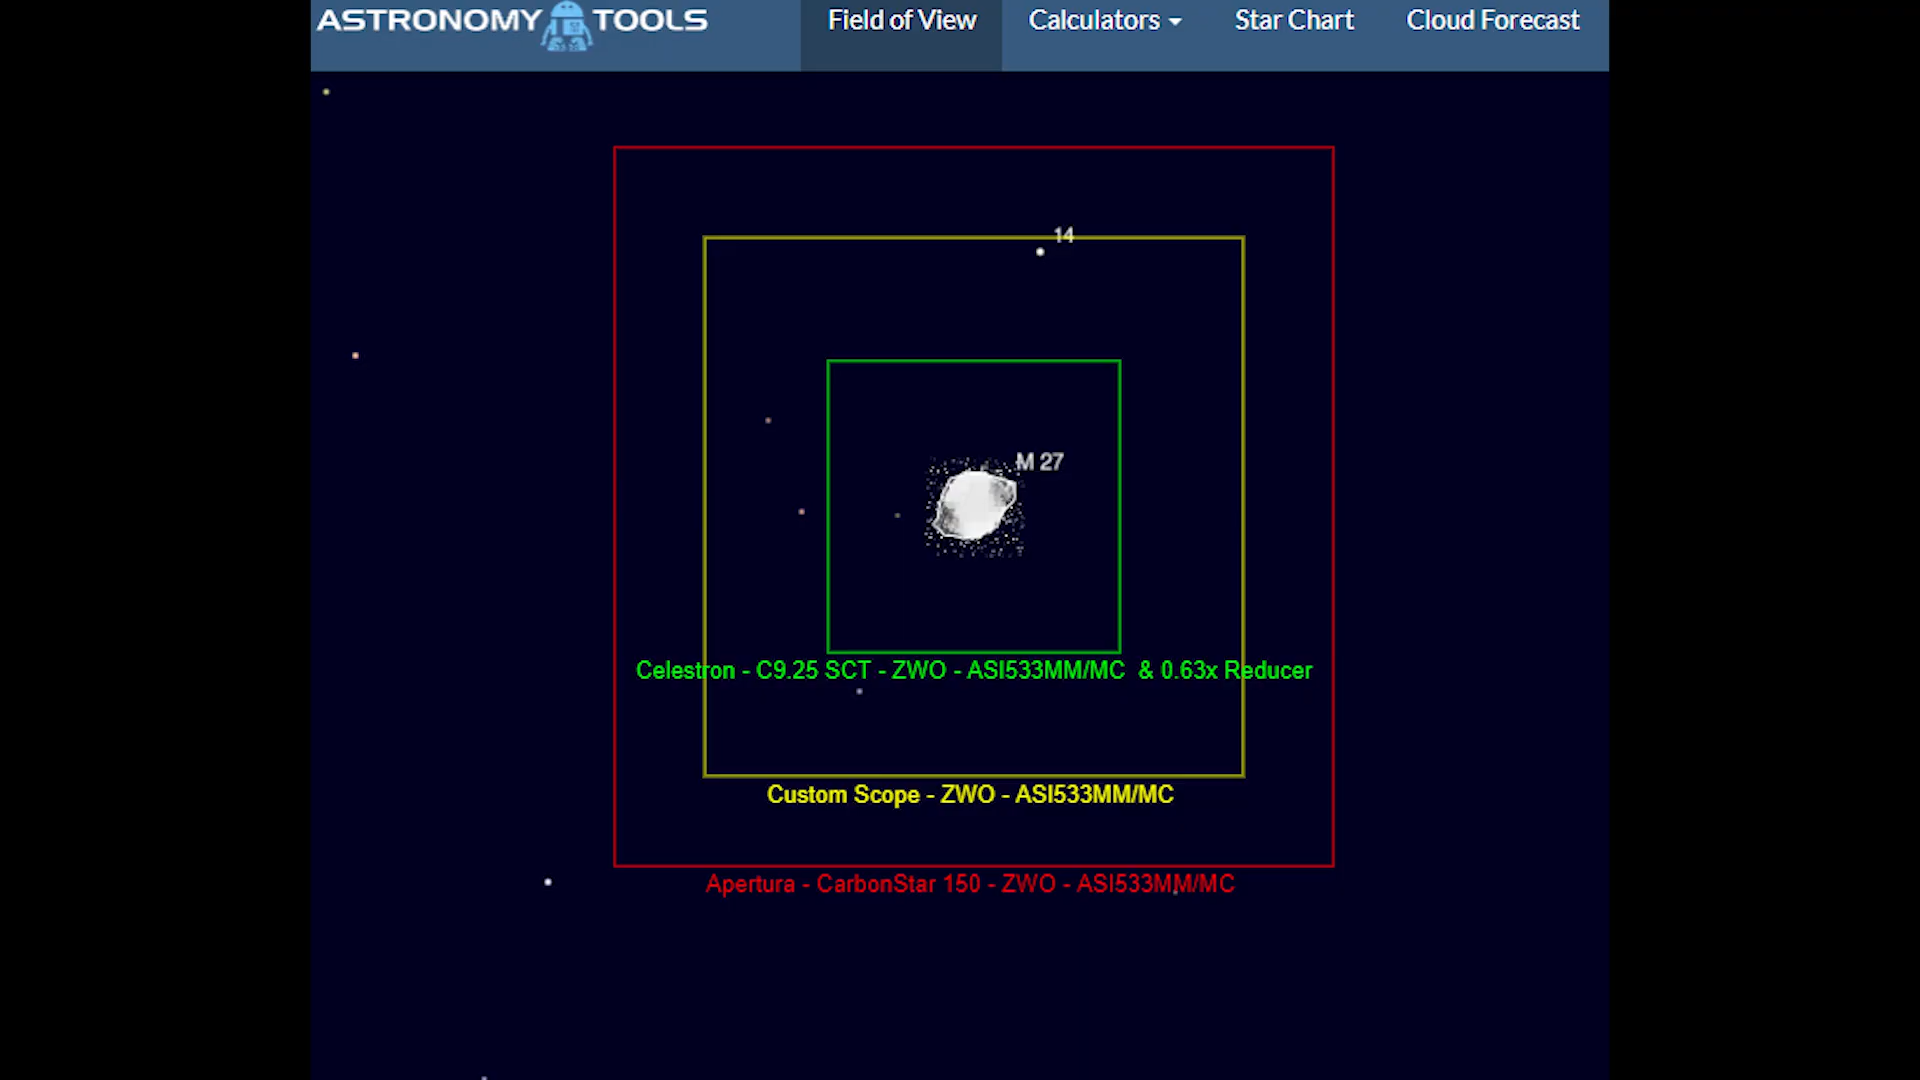 ASTRONOMY TOOLS
Field of View
Calculators
Star Chart
Cloud Forecast
14
M 27
Celestron - C9.25 SCT - ZWO - ASI533MM/MC & 0.63x Reducer
Custom Scope - ZWO - ASI533MM/MC
Apertura - CarbonStar 150 - ZWO - ASI533MM/MC